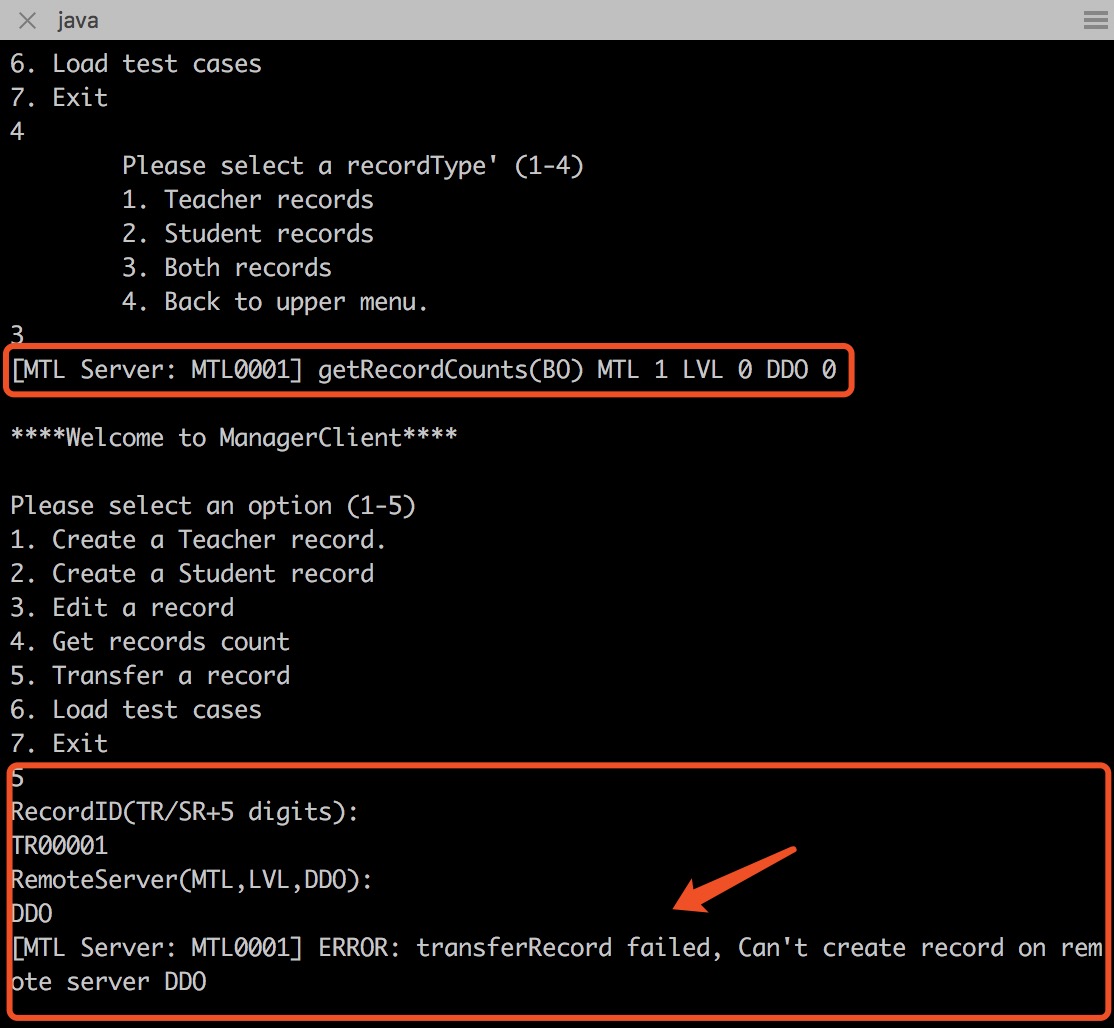 java
6. Load test cases
7. Exit
4
Please select a recordType' (1-4)
1. Teacher records
2. Student records
3. Both records
4. Back to upper menu.
3
[MTL Server: MTL0001] getRecordCounts(BO) MTL 1 LVL 0 DDO 0
****Welcome to ManagerClient****
Please select an option (1-5)
1. Create a Teacher record.
2. Create a Student record
3. Edit a record
4. Get records count
5. Transfer a record
6. Load test cases
7. Exit
5
RecordID(TR/SR+5 digits):
TR00001
RemoteServer(MTL,LVL,DDO):
DDO
[MTL Server: MTL0001] ERROR: transferRecord failed, Can't create record on rem
ote server DDO